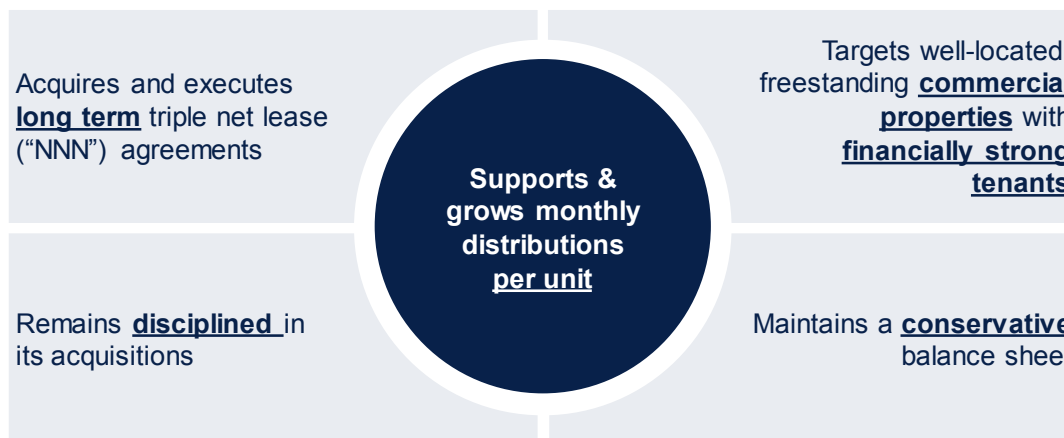 Acquires and executes
long term triple net lease
(“NNN”) agreements
Targets well-located
freestanding commercia
properties with
financially strong
tenants
Supports &
grows monthly
distributions
per unit
Remains disciplined in
its acquisitions
Maintains a conservative
balance shee